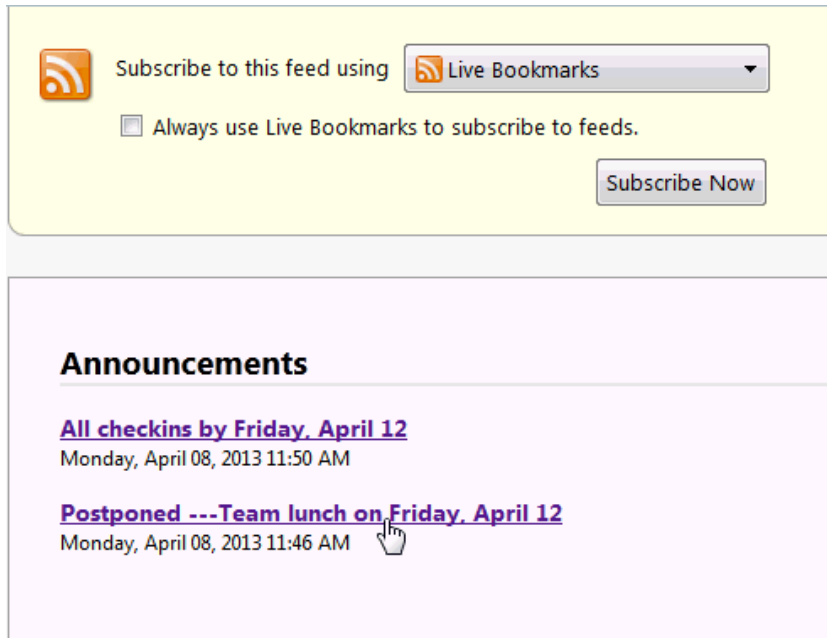 Subscribe to this feed using Live Bookmarks
Always use Live Bookmarks to subscribe to feeds.
Subscribe Now
Announcements
All checkins by Friday, April 12
Monday, April 08, 2013 11:50 AM
Postponed ---Team lunch on Friday, April 12
Monday, April 08, 2013 11:46 AM